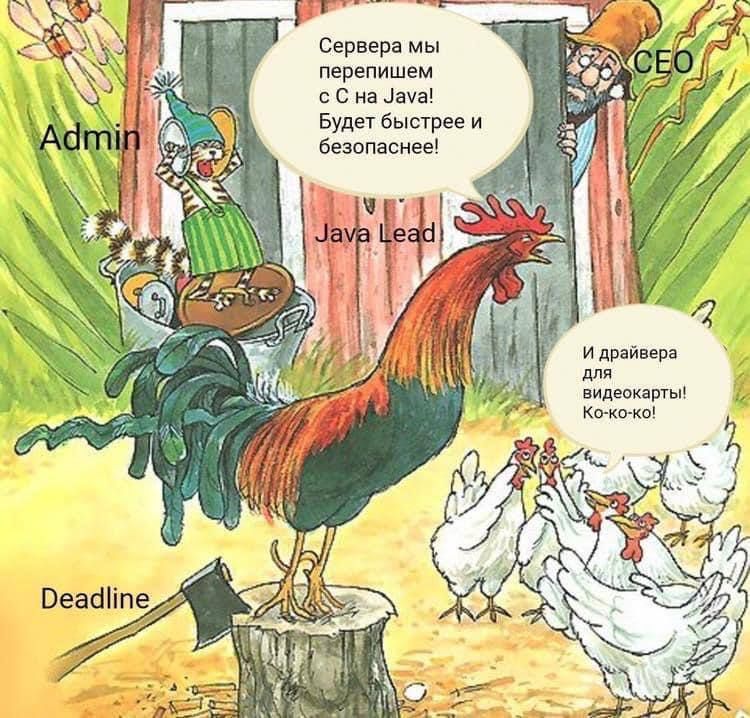 Сервера мы
перепишем
с С на Java!
Будет быстрее и
безопаснее!
CEO
Admin
Java Lead
И драйвера
для
видеокарты!
Ко-ко-ко!
Deadline